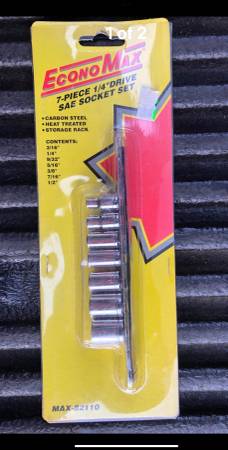 1 of 2
ECONOMAX
7-PIECE 1/4" DRIVE
SAE SOCKET SET
• CARBON STEEL
• HEAT TREATED
• STORAGE RACK
CONTENTS:
3/16"
1/4"
9/32"
5/16"
3/8"
7/16"
1/2"
MAX-52110